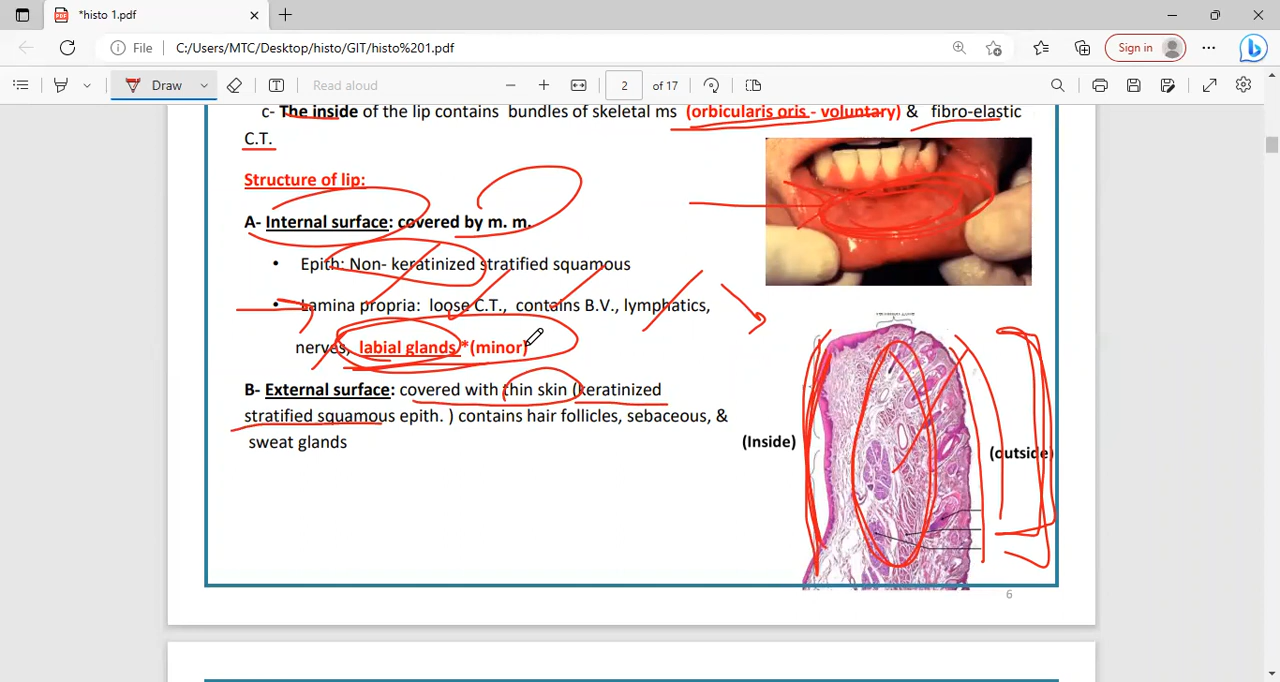 *histo 1.pdf
File C:/Users/MTC/Desktop/histo/GIT/histo%201.pdf Sign in
Draw Read aloud 2 of 17
c- The inside of the lip contains bundles of skeletal ms (orbicularis oris - voluntary) & fibro-elastic
C.T.
Structure of lip:
A- Internal surface: covered by m. m.
• Epith: Non- keratinized stratified squamous
• Lamina propria: loose C.T., contains B.V., lymphatics,
nerves, labial glands *(minor)
B- External surface: covered with thin skin (keratinized
stratified squamous epith. ) contains hair follicles, sebaceous, &
sweat glands
(Inside)
(outside)
6